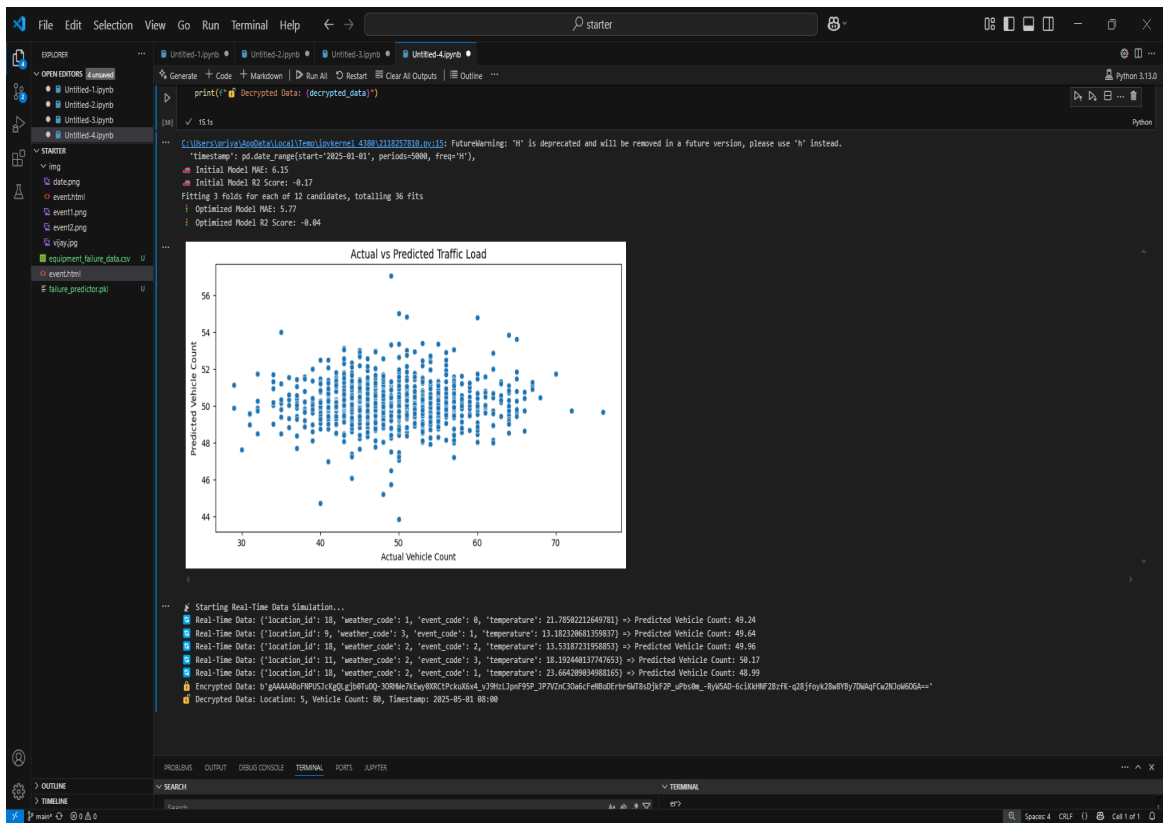 File Edit Selection View Go Run Terminal Help
starter
EXPLORER
Untitled-1.ipynb
Untitled-2.ipynb
Untitled-3.ipynb
Untitled-4.ipynb
OPEN EDITORS 4 unsaved
Generate + Code + Markdown | Run All Restart Clear All Outputs | Outline ...
Python 3.13.0
Untitled-1.ipynb
Untitled-2.ipynb
Untitled-3.ipynb
Untitled-4.ipynb
STARTER
img
date.png
event.html
event1.png
event2.png
vijay.jpg
equipment_failure_data.csv U
event.html
failure_predictor.pkl U
print(f"🔓 Decrypted Data: {decrypted_data}")
[10] ✓ 15.1s
Python
C:\Users\priya\AppData\Local\Temp\ipykernel_4380\2118257810.py:15: FutureWarning: 'H' is deprecated and will be removed in a future version, please use 'h' instead.
'timestamp': pd.date_range(start='2025-01-01', periods=5000, freq='H'),
Initial Model MAE: 6.15
Initial Model R2 Score: -0.17
Fitting 3 folds for each of 12 candidates, totalling 36 fits
Optimized Model MAE: 5.77
Optimized Model R2 Score: -0.04
Actual vs Predicted Traffic Load
Predicted Vehicle Count
56
54
52
50
48
46
44
30 40 50 60 70
Actual Vehicle Count
Starting Real-Time Data Simulation...
Real-Time Data: {'location_id': 18, 'weather_code': 1, 'event_code': 0, 'temperature': 21.78502212649781} => Predicted Vehicle Count: 49.24
Real-Time Data: {'location_id': 9, 'weather_code': 3, 'event_code': 1, 'temperature': 13.182320681359837} => Predicted Vehicle Count: 49.64
Real-Time Data: {'location_id': 18, 'weather_code': 2, 'event_code': 2, 'temperature': 13.53187231958853} => Predicted Vehicle Count: 49.96
Real-Time Data: {'location_id': 11, 'weather_code': 2, 'event_code': 3, 'temperature': 18.192440137747653} => Predicted Vehicle Count: 50.17
Real-Time Data: {'location_id': 18, 'weather_code': 2, 'event_code': 1, 'temperature': 23.664209034988165} => Predicted Vehicle Count: 48.99
Encrypted Data:
Decrypted Data: Location: 5, Vehicle Count: 80, Timestamp: 2025-05-01 08:00
PROBLEMS OUTPUT DEBUG CONSOLE TERMINAL PORTS JUPYTER
OUTLINE
TIMELINE
SEARCH
TERMINAL
Search
er>
main* 0 0 Spaces: 4 CRLF {} Cell 1 of 1